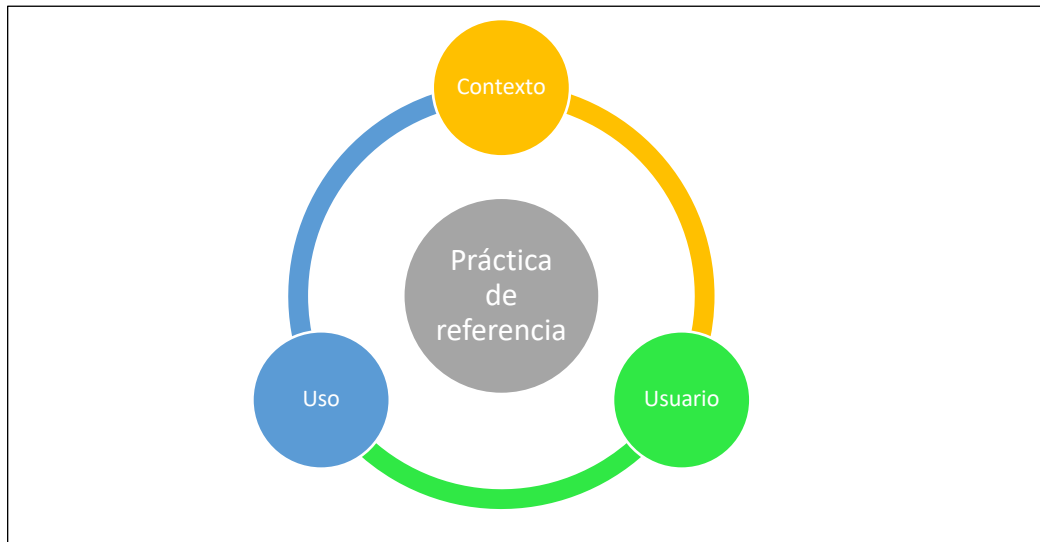 Contexto
Práctica
de
referencia
Uso
Usuario